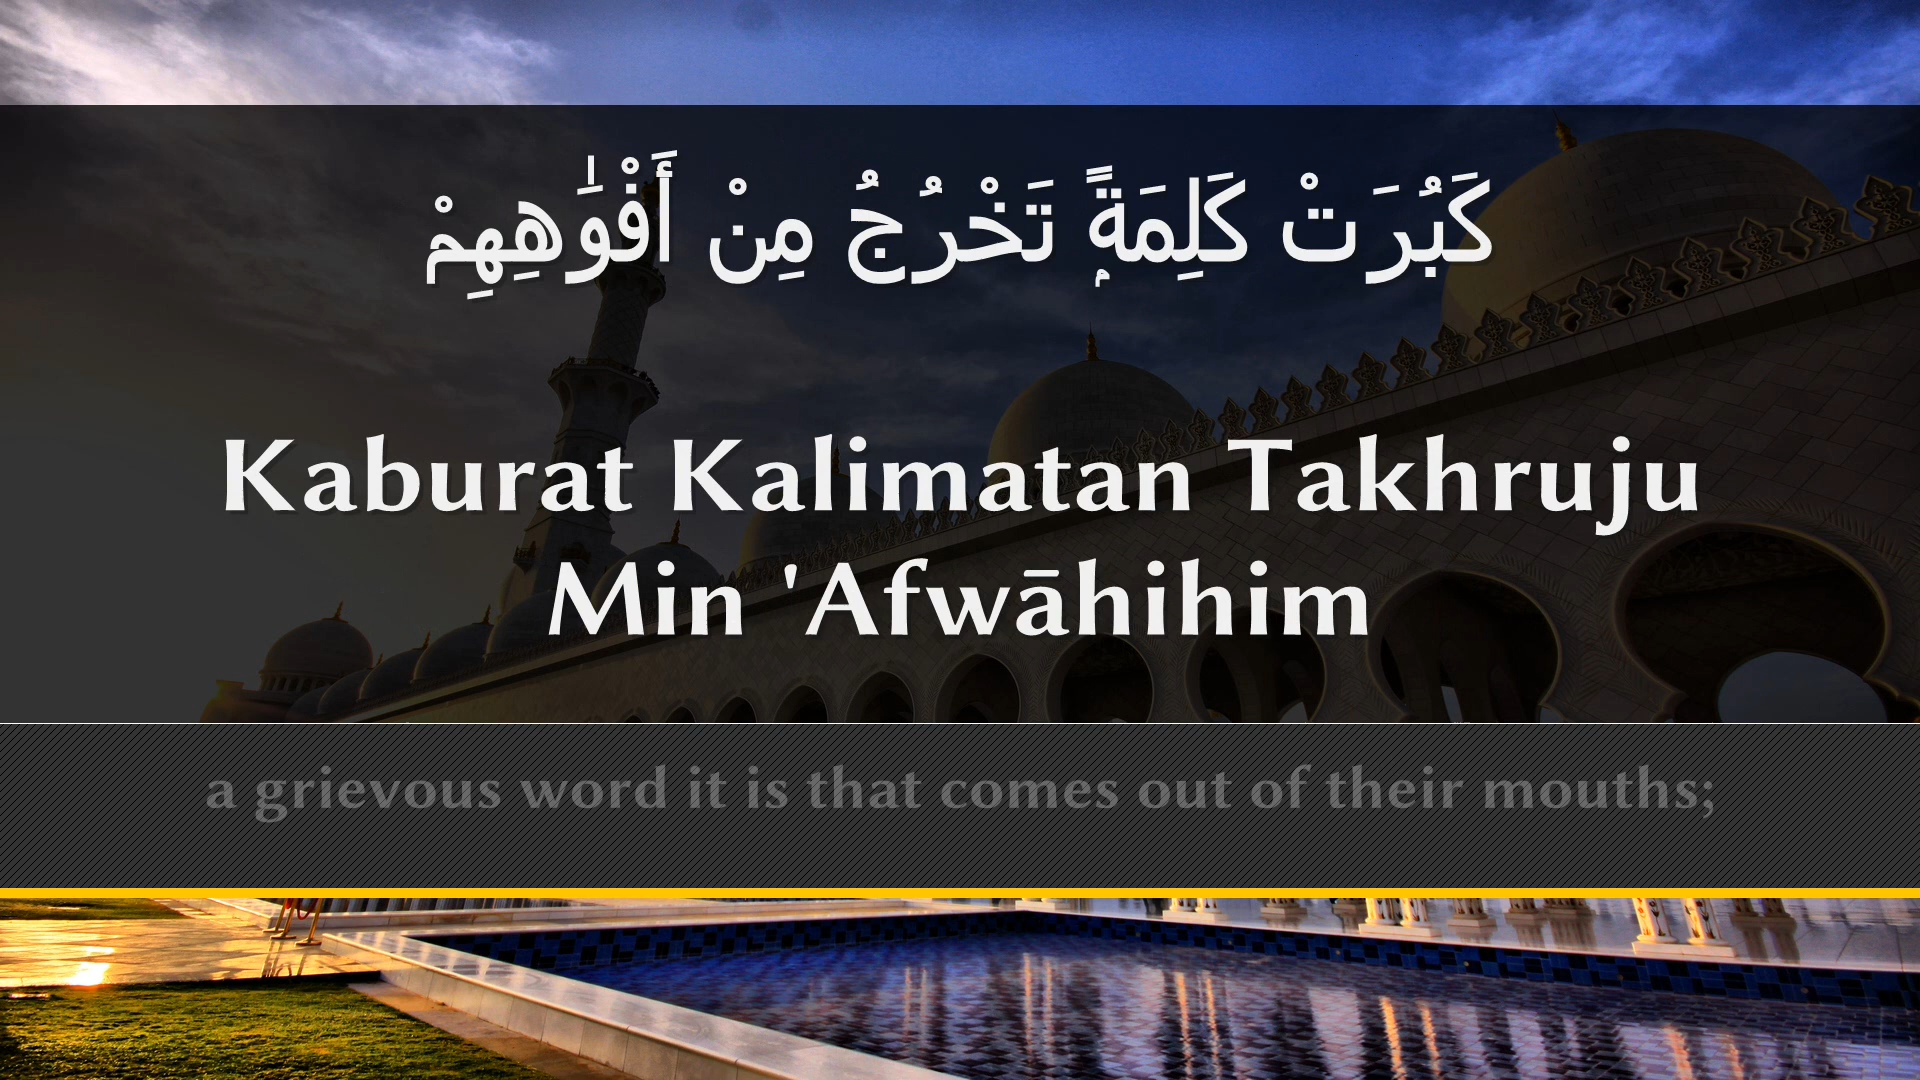 كَبُرَتْ كَلِمَةًۭ تَخْرُجُ مِنْ أَفْوَٰهِهِمْ
Kaburat Kalimatan Takhruju
Min 'Afwāhihim
a grievous word it is that comes out of their mouths;